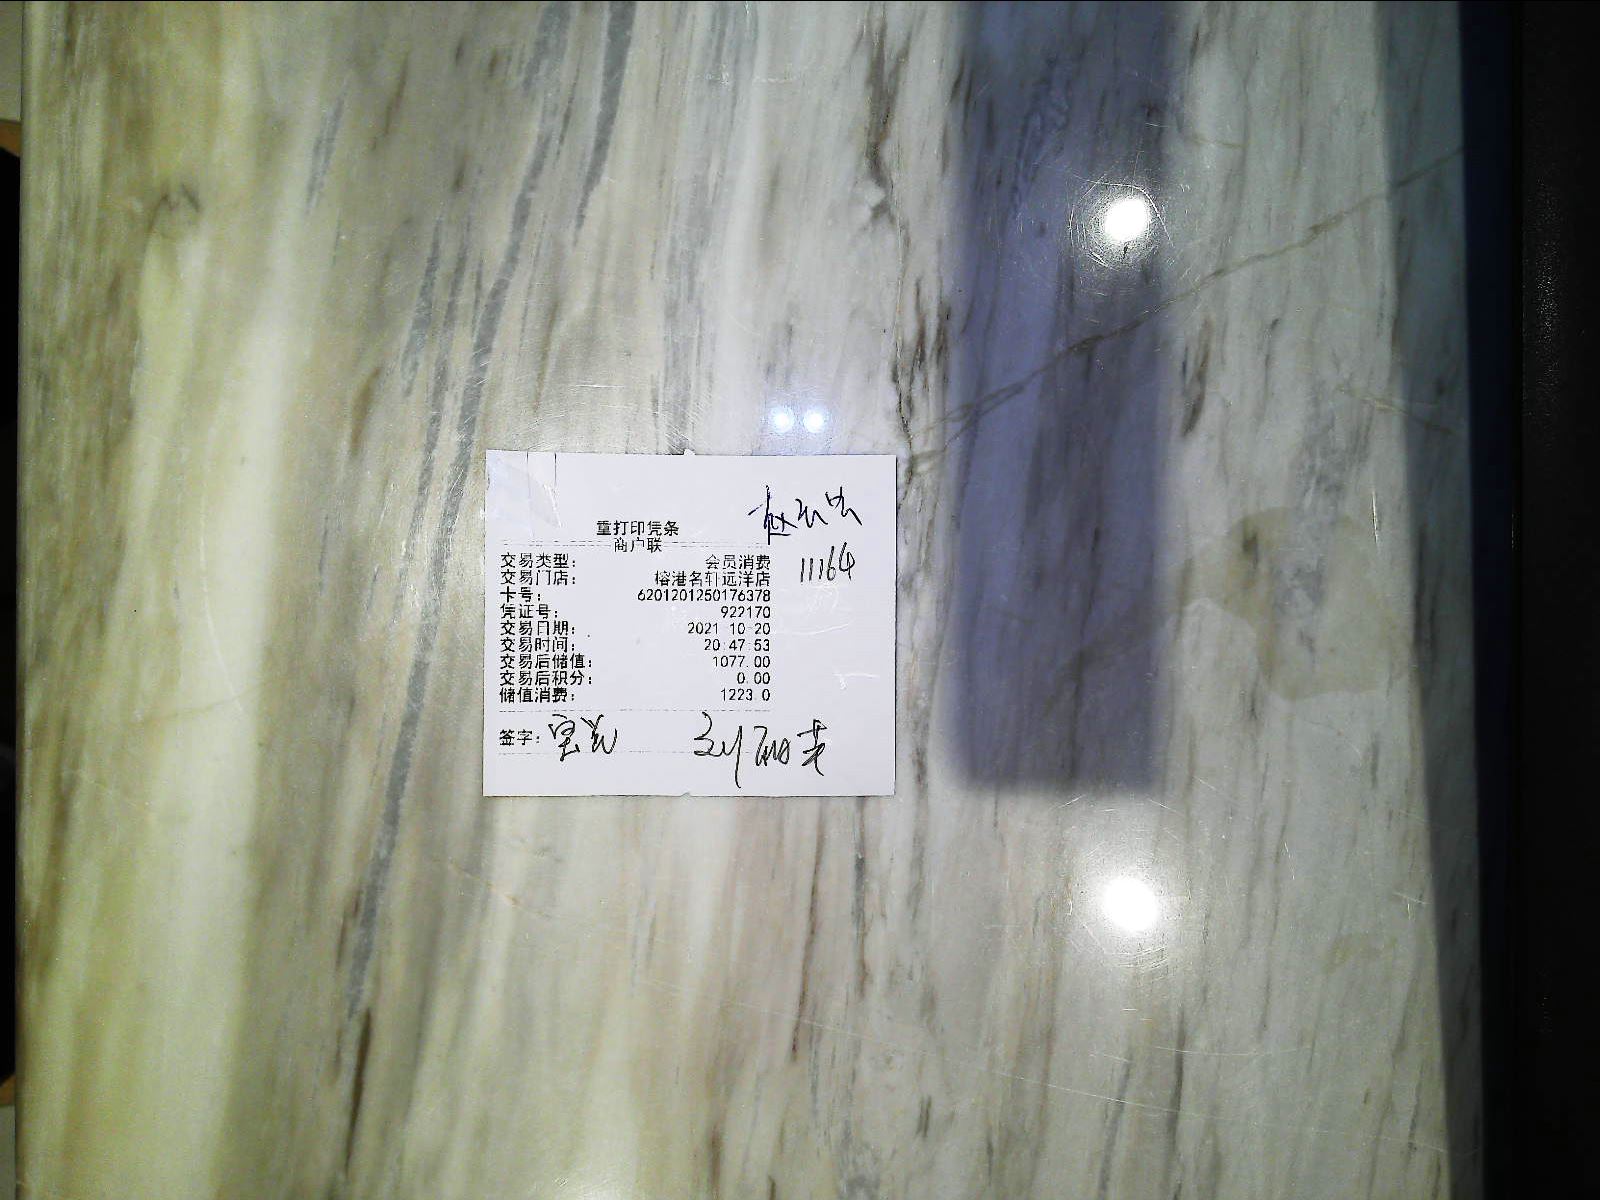 重打印凭条
商户联
交易类型： 会员消费
交易门店： 榕港名轩远洋店
卡号： 6201201250176378
凭证号： 922170
交易日期： 2021-10-20
交易时间： 20:47:53
交易后储值： 1077.00
交易后积分： 0.00
储值消费： 1223.0
11164
签字：